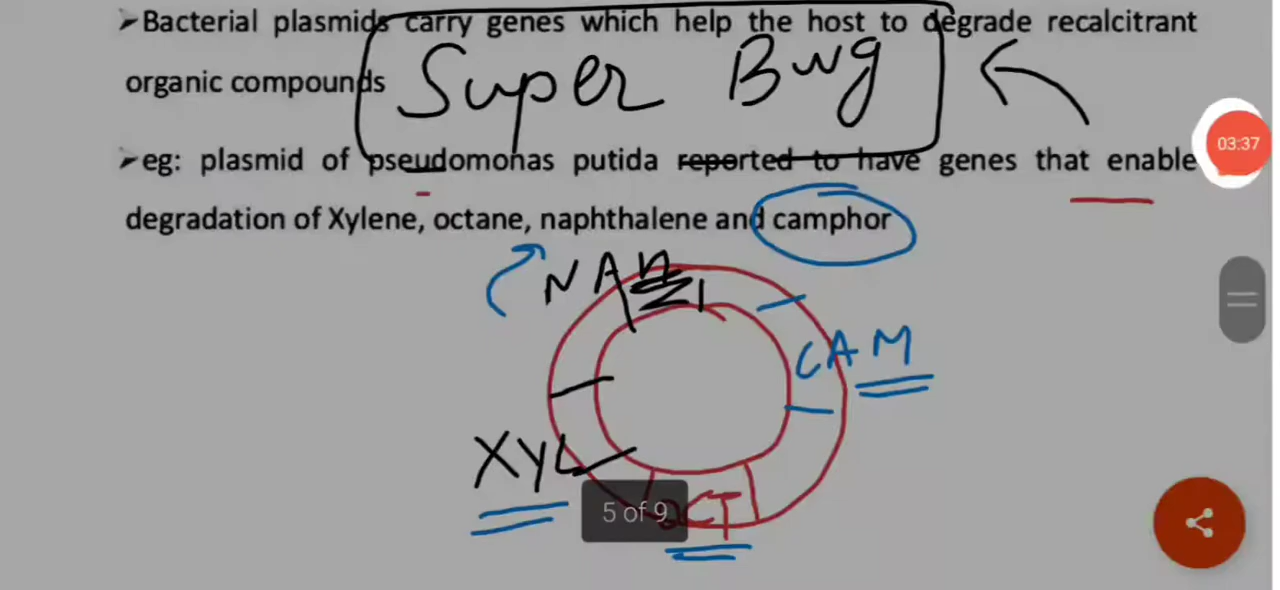 ➢Bacterial plasmids carry genes which help the host to degrade recalcitrant
organic compounds
Super Bug
➢eg: plasmid of pseudomonas putida reported to have genes that enable
03:37
degradation of Xylene, octane, naphthalene and camphor
CAM
XYL
5 of 9
OCT